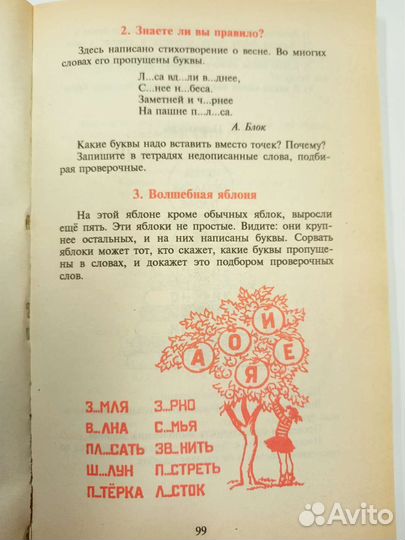 2. Знаете ли вы правило?
Здесь написано стихотворение о весне. Во многих
словах его пропущены буквы.
Л...са вд...ли в...днее,
С...нее н...беса.
Заметней и ч...рнее
На пашне п...л...са.
А. Блок
Какие буквы надо вставить вместо точек? Почему?
Запишите в тетрадях недописанные слова, подби-
рая проверочные.
3. Волшебная яблоня
На этой яблоне кроме обычных яблок, выросли
ещё пять. Эти яблоки не простые. Видите: они круп-
нее остальных, и на них написаны буквы. Сорвать
яблоки может тот, кто скажет, какие буквы пропуще-
ны в словах, и докажет это подбором проверочных
слов.
А О И Я Е
З...МЛЯ З...РНО
В...ЛНА С...МЬЯ
ПЛ...САТЬ ЗВ...НИТЬ
Ш...ЛУН П...СТРЕТЬ
П...ТЁРКА Л...СТОК
99
Avito